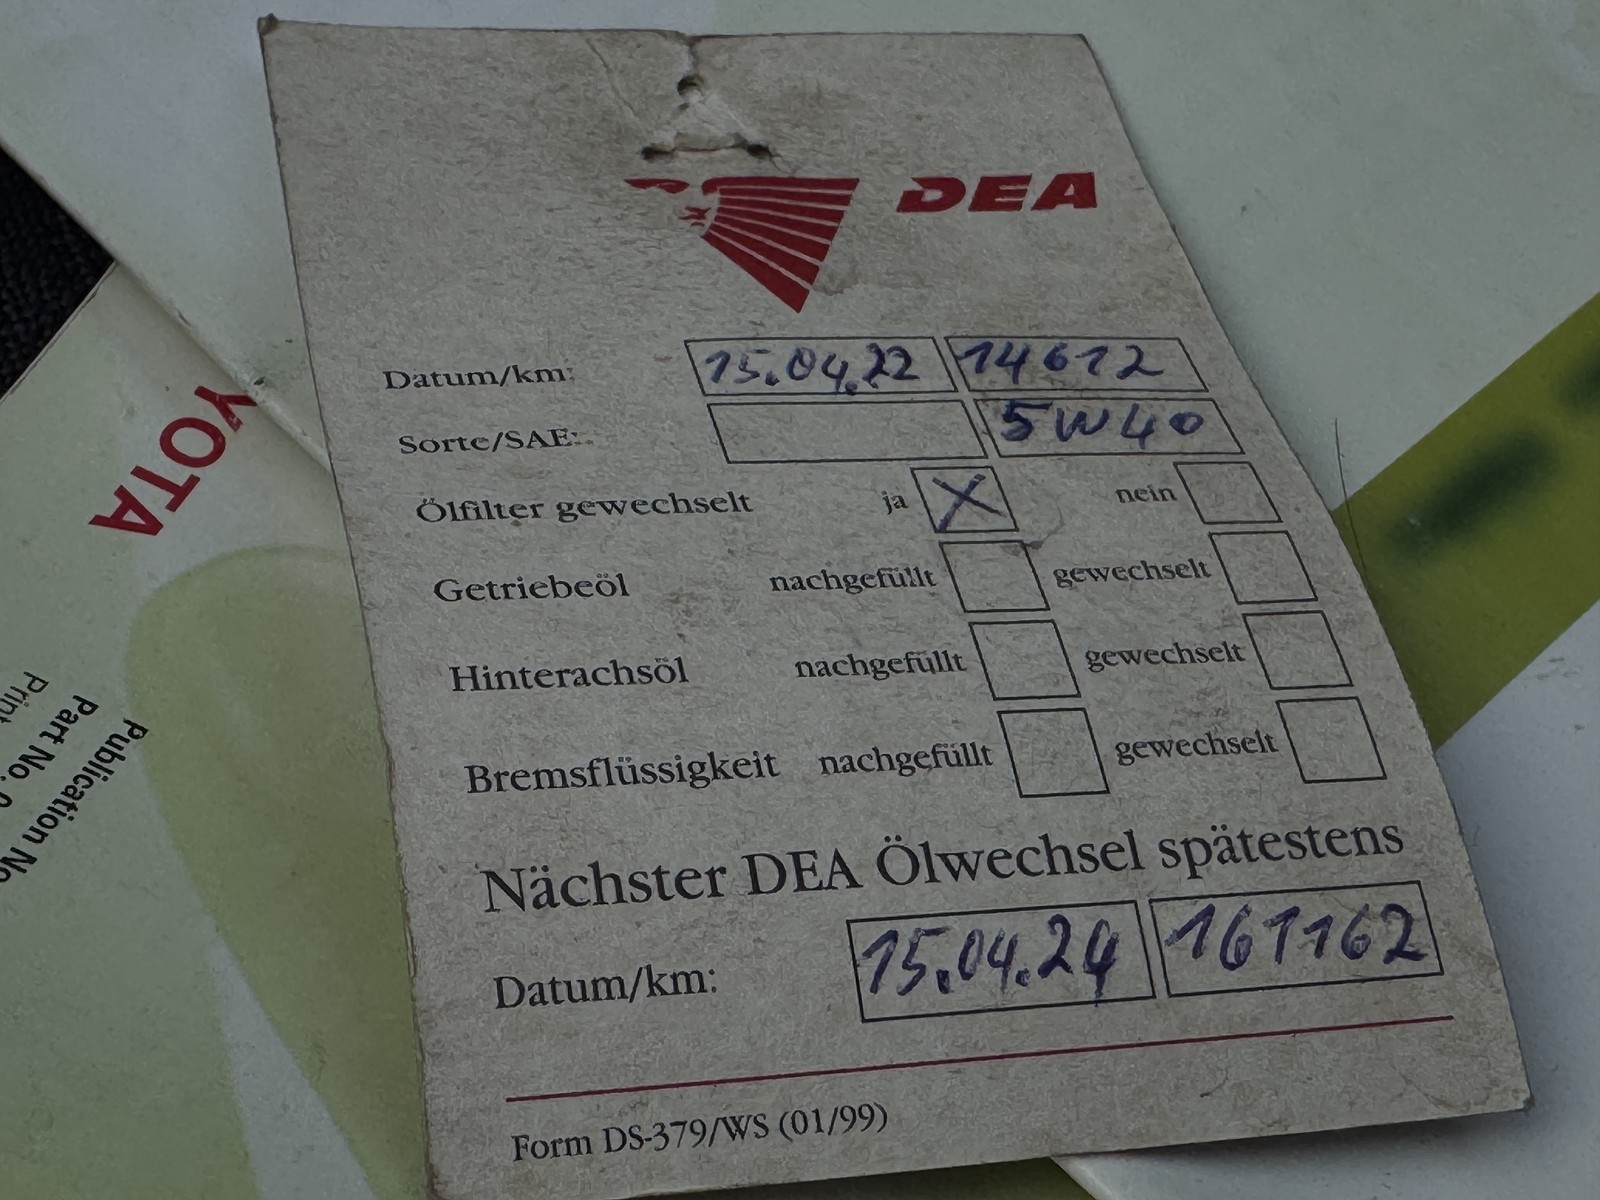 DEA
Datum/km: 15.04.22 14612
Sorte/SAE: 5W40
Ölfilter gewechselt ja X nein
Getriebeöl nachgefüllt gewechselt
Hinterachsöl nachgefüllt gewechselt
Bremsflüssigkeit nachgefüllt gewechselt
Nächster DEA Ölwechsel spätestens
Datum/km: 15.04.24 161162
Form DS-379/WS (01/99)
YOTA
Publication No
Part No.
Print